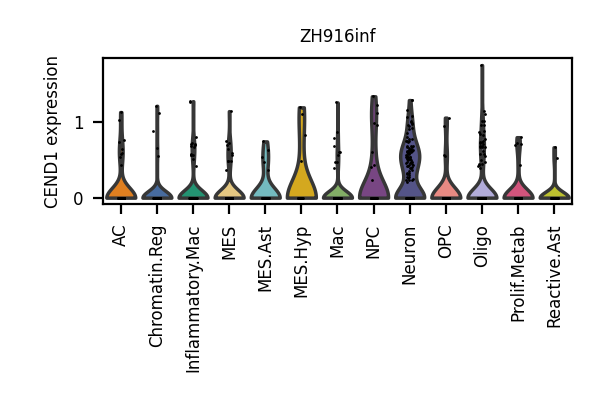 ZH916inf
CEND1 expression
1
0
AC
Chromatin.Reg
Inflammatory.Mac
MES
MES.Ast
MES.Hyp
Mac
NPC
Neuron
OPC
Oligo
Prolif.Metab
Reactive.Ast